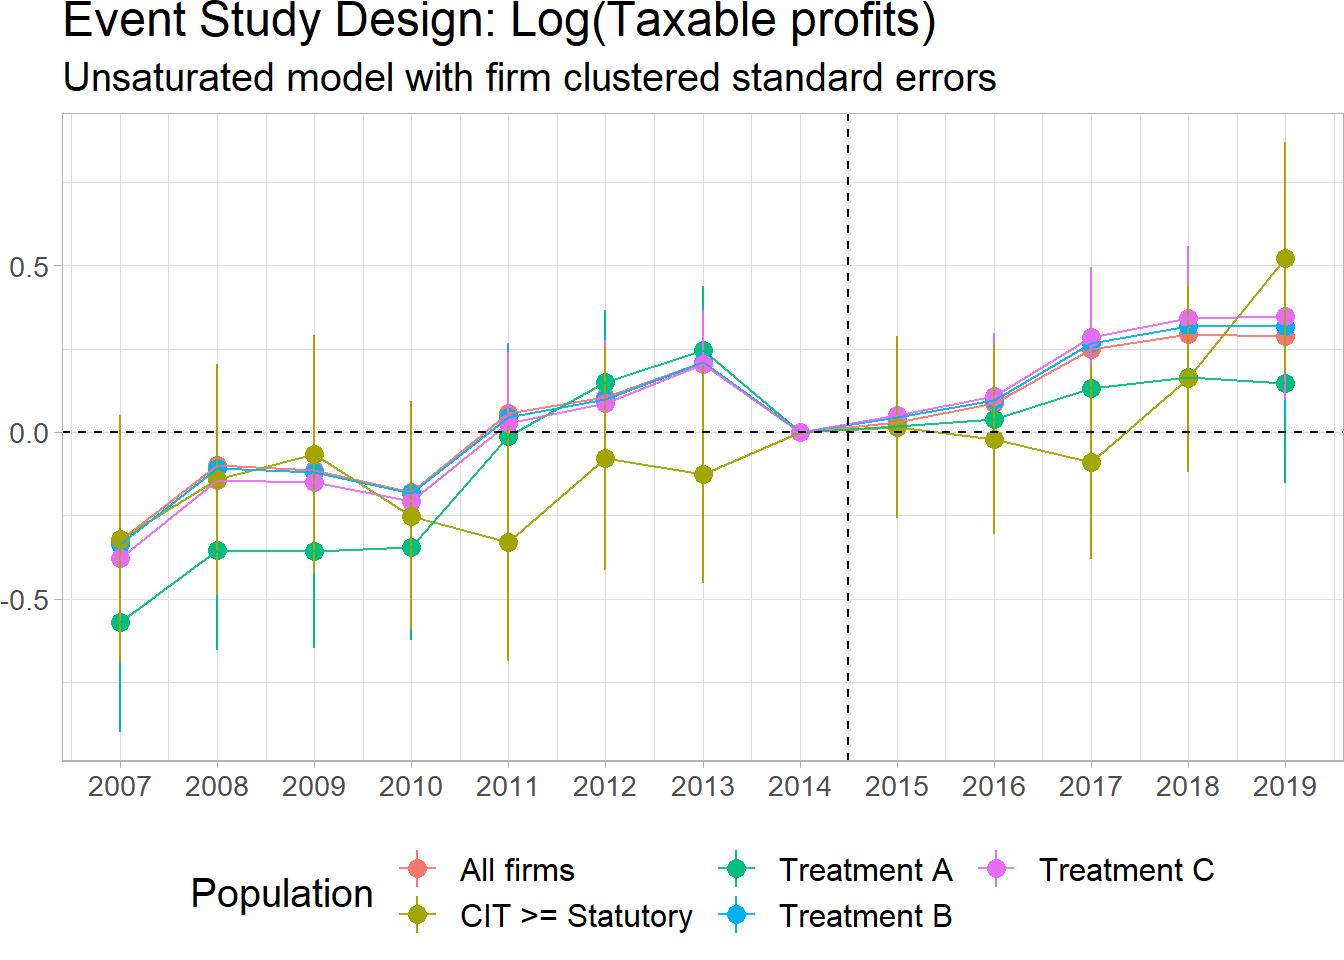 Event Study Design: Log(Taxable profits)
Unsaturated model with firm clustered standard errors
0.5
0.0
-0.5
2007 2008 2009 2010 2011 2012 2013 2014 2015 2016 2017 2018 2019
Population
All firms Treatment A Treatment C
CIT >= Statutory Treatment B